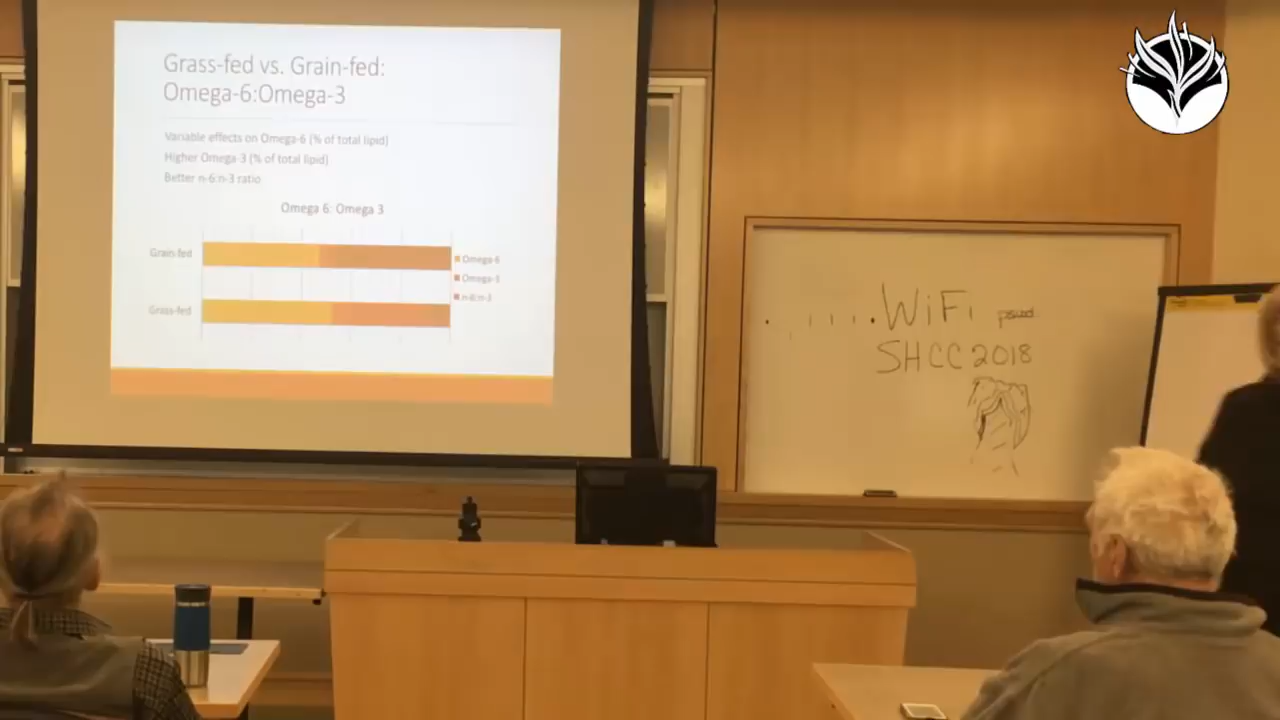 Grass-fed vs. Grain-fed:
Omega-6:Omega-3
Variable effects on Omega-6 (% of total lipid)
Higher Omega-3 (% of total lipid)
Better n-6:n-3 ratio
Omega 6: Omega 3
Grain-fed
Grass-fed
Omega-6
Omega-3
n-6:n-3
WiFi
SHCC2018